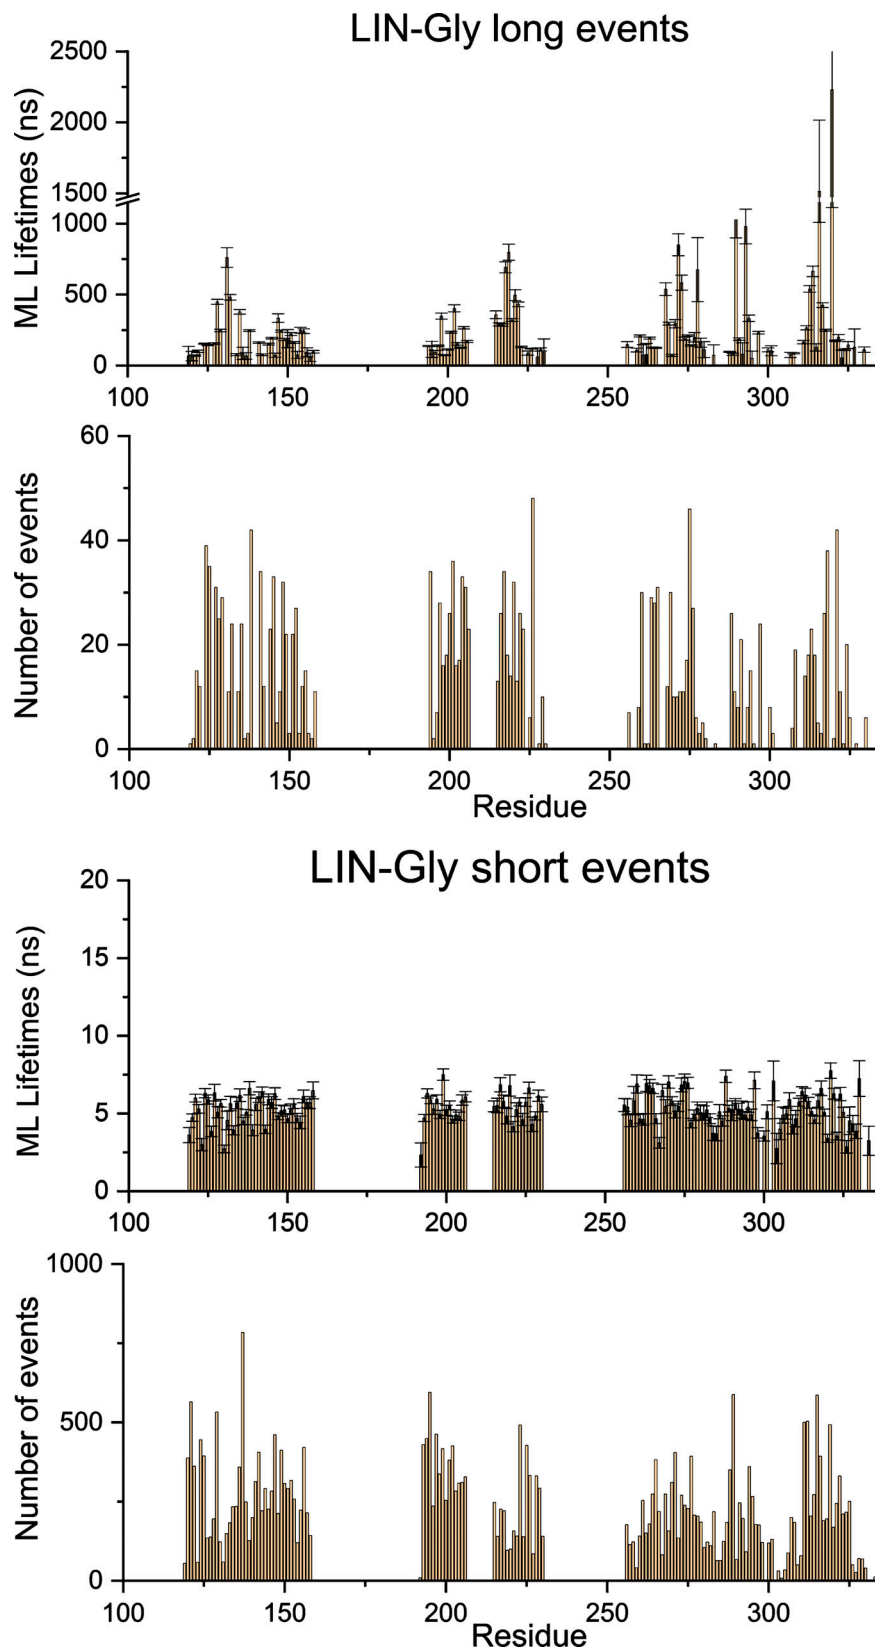 LIN-Gly long events
ML Lifetimes (ns)
2500
2000
1500
1000
500
0
100 150 200 250 300
Number of events
60
40
20
0
100 150 200 250 300
Residue
LIN-Gly short events
ML Lifetimes (ns)
20
15
10
5
0
100 150 200 250 300
Number of events
1000
500
0
100 150 200 250 300
Residue